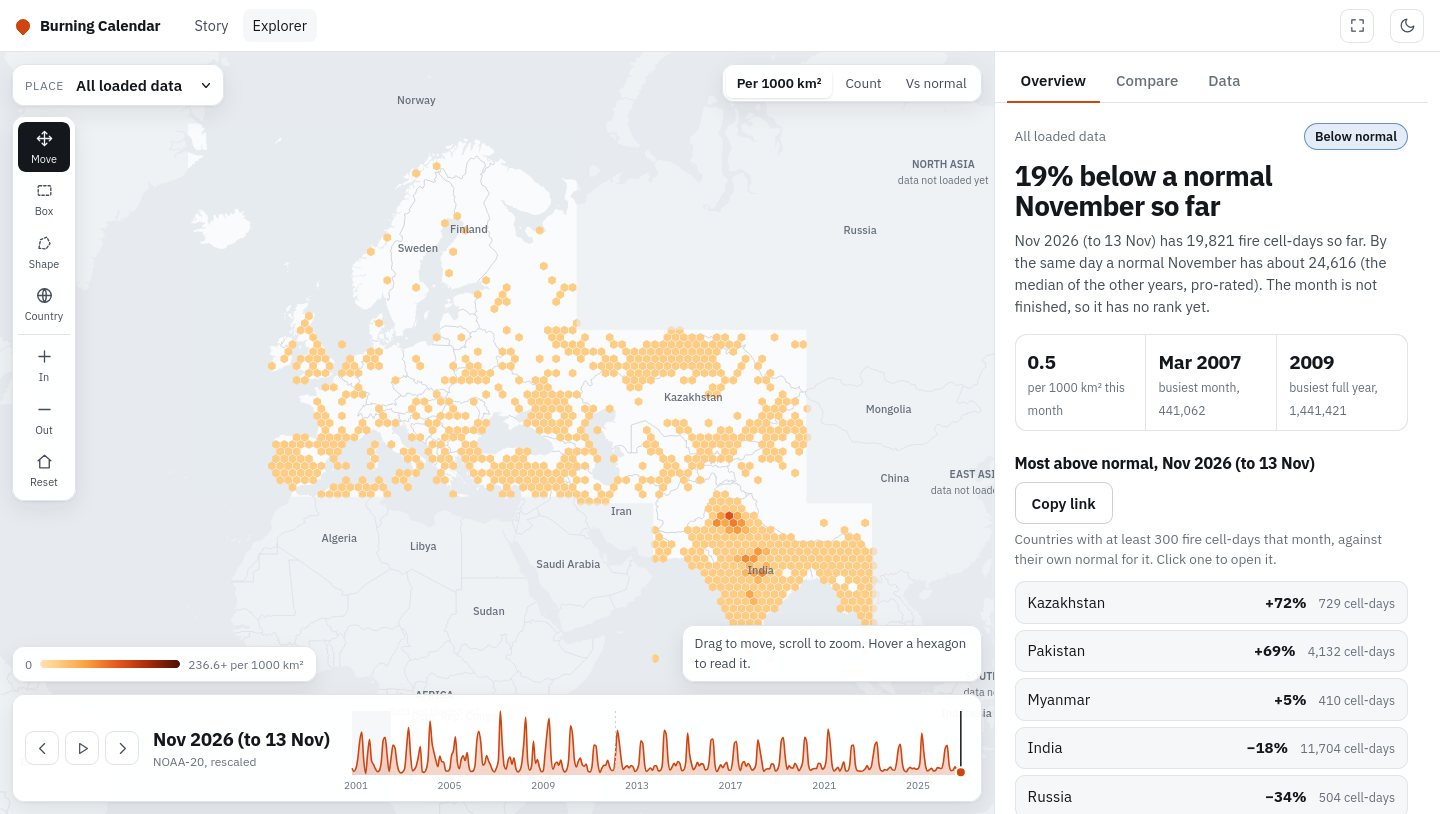 Burning Calendar
Story
Explorer
PLACE All loaded data
Per 1000 km²
Count
Vs normal
Move
Box
Shape
Country
In
Out
Reset
Norway
NORTH ASIA
data not loaded yet
Finland
Sweden
Russia
Kazakhstan
Mongolia
China
EAST ASI
data not loade
Iran
Algeria
Libya
Saudi Arabia
India
Sudan
Drag to move, scroll to zoom. Hover a hexagon
to read it.
0
236.6+ per 1000 km²
Nov 2026 (to 13 Nov)
NOAA-20, rescaled
2001
2005
2009
2013
2017
2021
2025
Overview
Compare
Data
All loaded data
Below normal
19% below a normal
November so far
Nov 2026 (to 13 Nov) has 19,821 fire cell-days so far. By
the same day a normal November has about 24,616 (the
median of the other years, pro-rated). The month is not
finished, so it has no rank yet.
0.5
per 1000 km² this
month
Mar 2007
busiest month,
441,062
2009
busiest full year,
1,441,421
Most above normal, Nov 2026 (to 13 Nov)
Copy link
Countries with at least 300 fire cell-days that month, against
their own normal for it. Click one to open it.
Kazakhstan +72% 729 cell-days
Pakistan +69% 4,132 cell-days
Myanmar +5% 410 cell-days
India −18% 11,704 cell-days
Russia −34% 504 cell-days